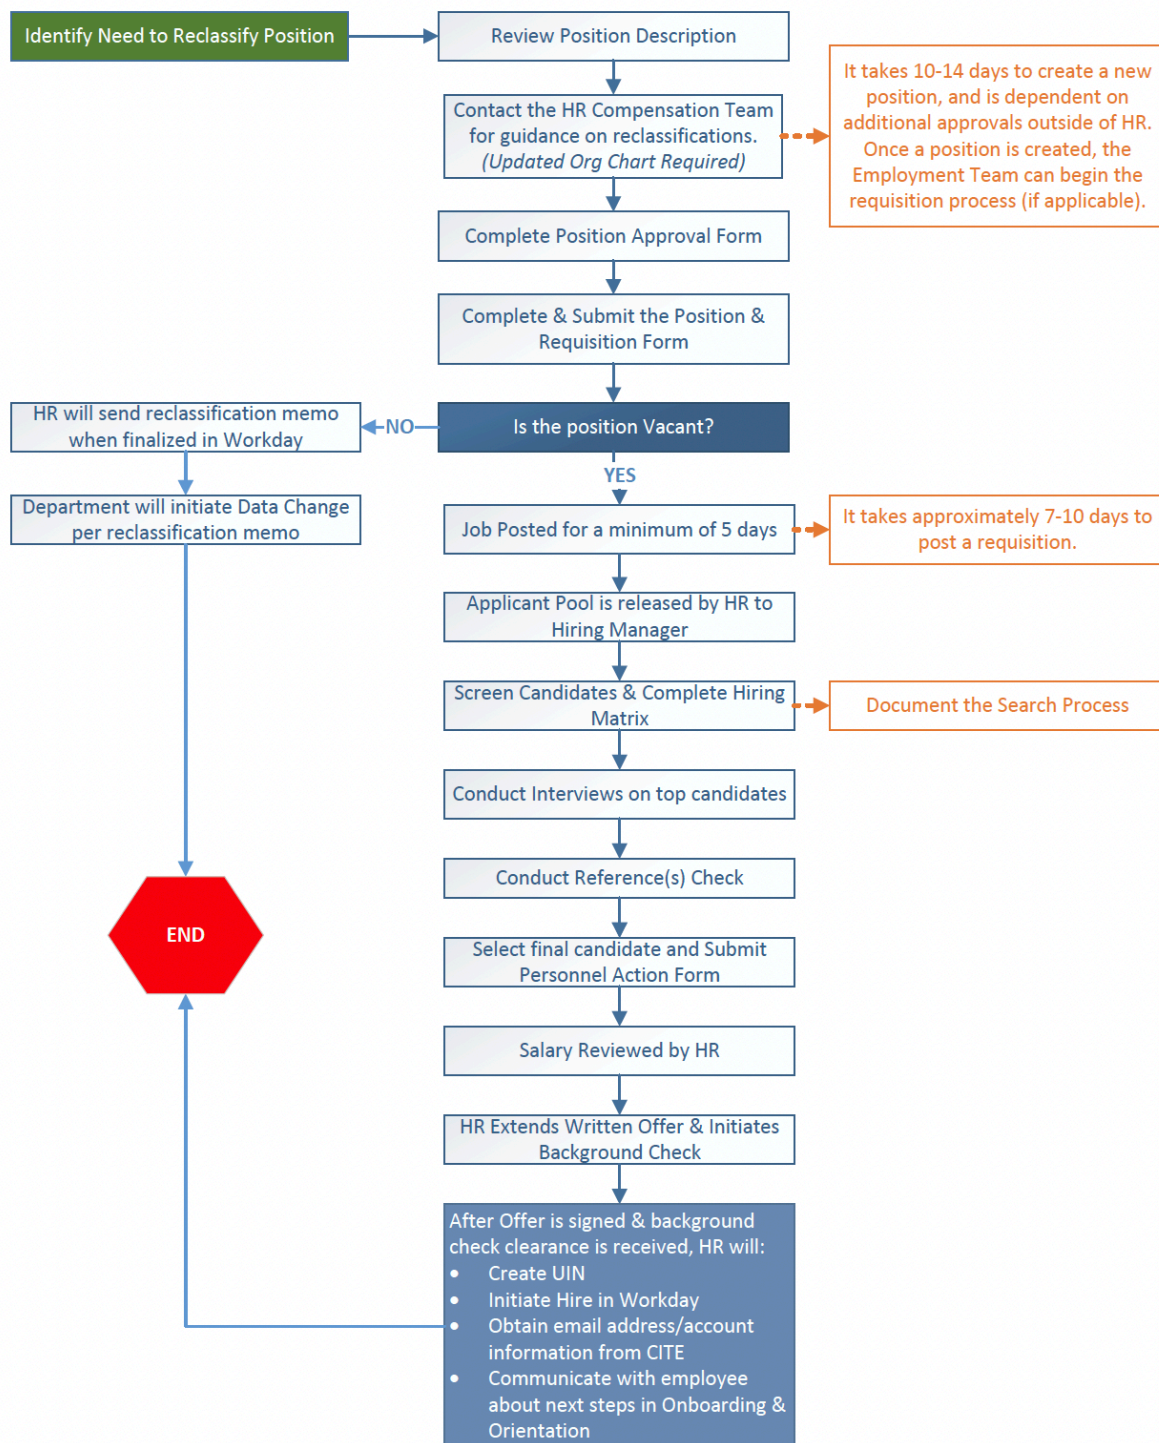 Identify Need to Reclassify Position
Review Position Description
Contact the HR Compensation Team
for guidance on reclassifications.
(Updated Org Chart Required)
It takes 10-14 days to create a new
position, and is dependent on
additional approvals outside of HR.
Once a position is created, the
Employment Team can begin the
requisition process (if applicable).
Complete Position Approval Form
Complete & Submit the Position &
Requisition Form
Is the position Vacant?
NO
HR will send reclassification memo
when finalized in Workday
Department will initiate Data Change
per reclassification memo
YES
Job Posted for a minimum of 5 days
It takes approximately 7-10 days to
post a requisition.
Applicant Pool is released by HR to
Hiring Manager
Screen Candidates & Complete Hiring
Matrix
Document the Search Process
Conduct Interviews on top candidates
Conduct Reference(s) Check
Select final candidate and Submit
Personnel Action Form
Salary Reviewed by HR
HR Extends Written Offer & Initiates
Background Check
After Offer is signed & background
check clearance is received, HR will:
• Create UIN
• Initiate Hire in Workday
• Obtain email address/account
information from CITE
• Communicate with employee
about next steps in Onboarding &
Orientation
END